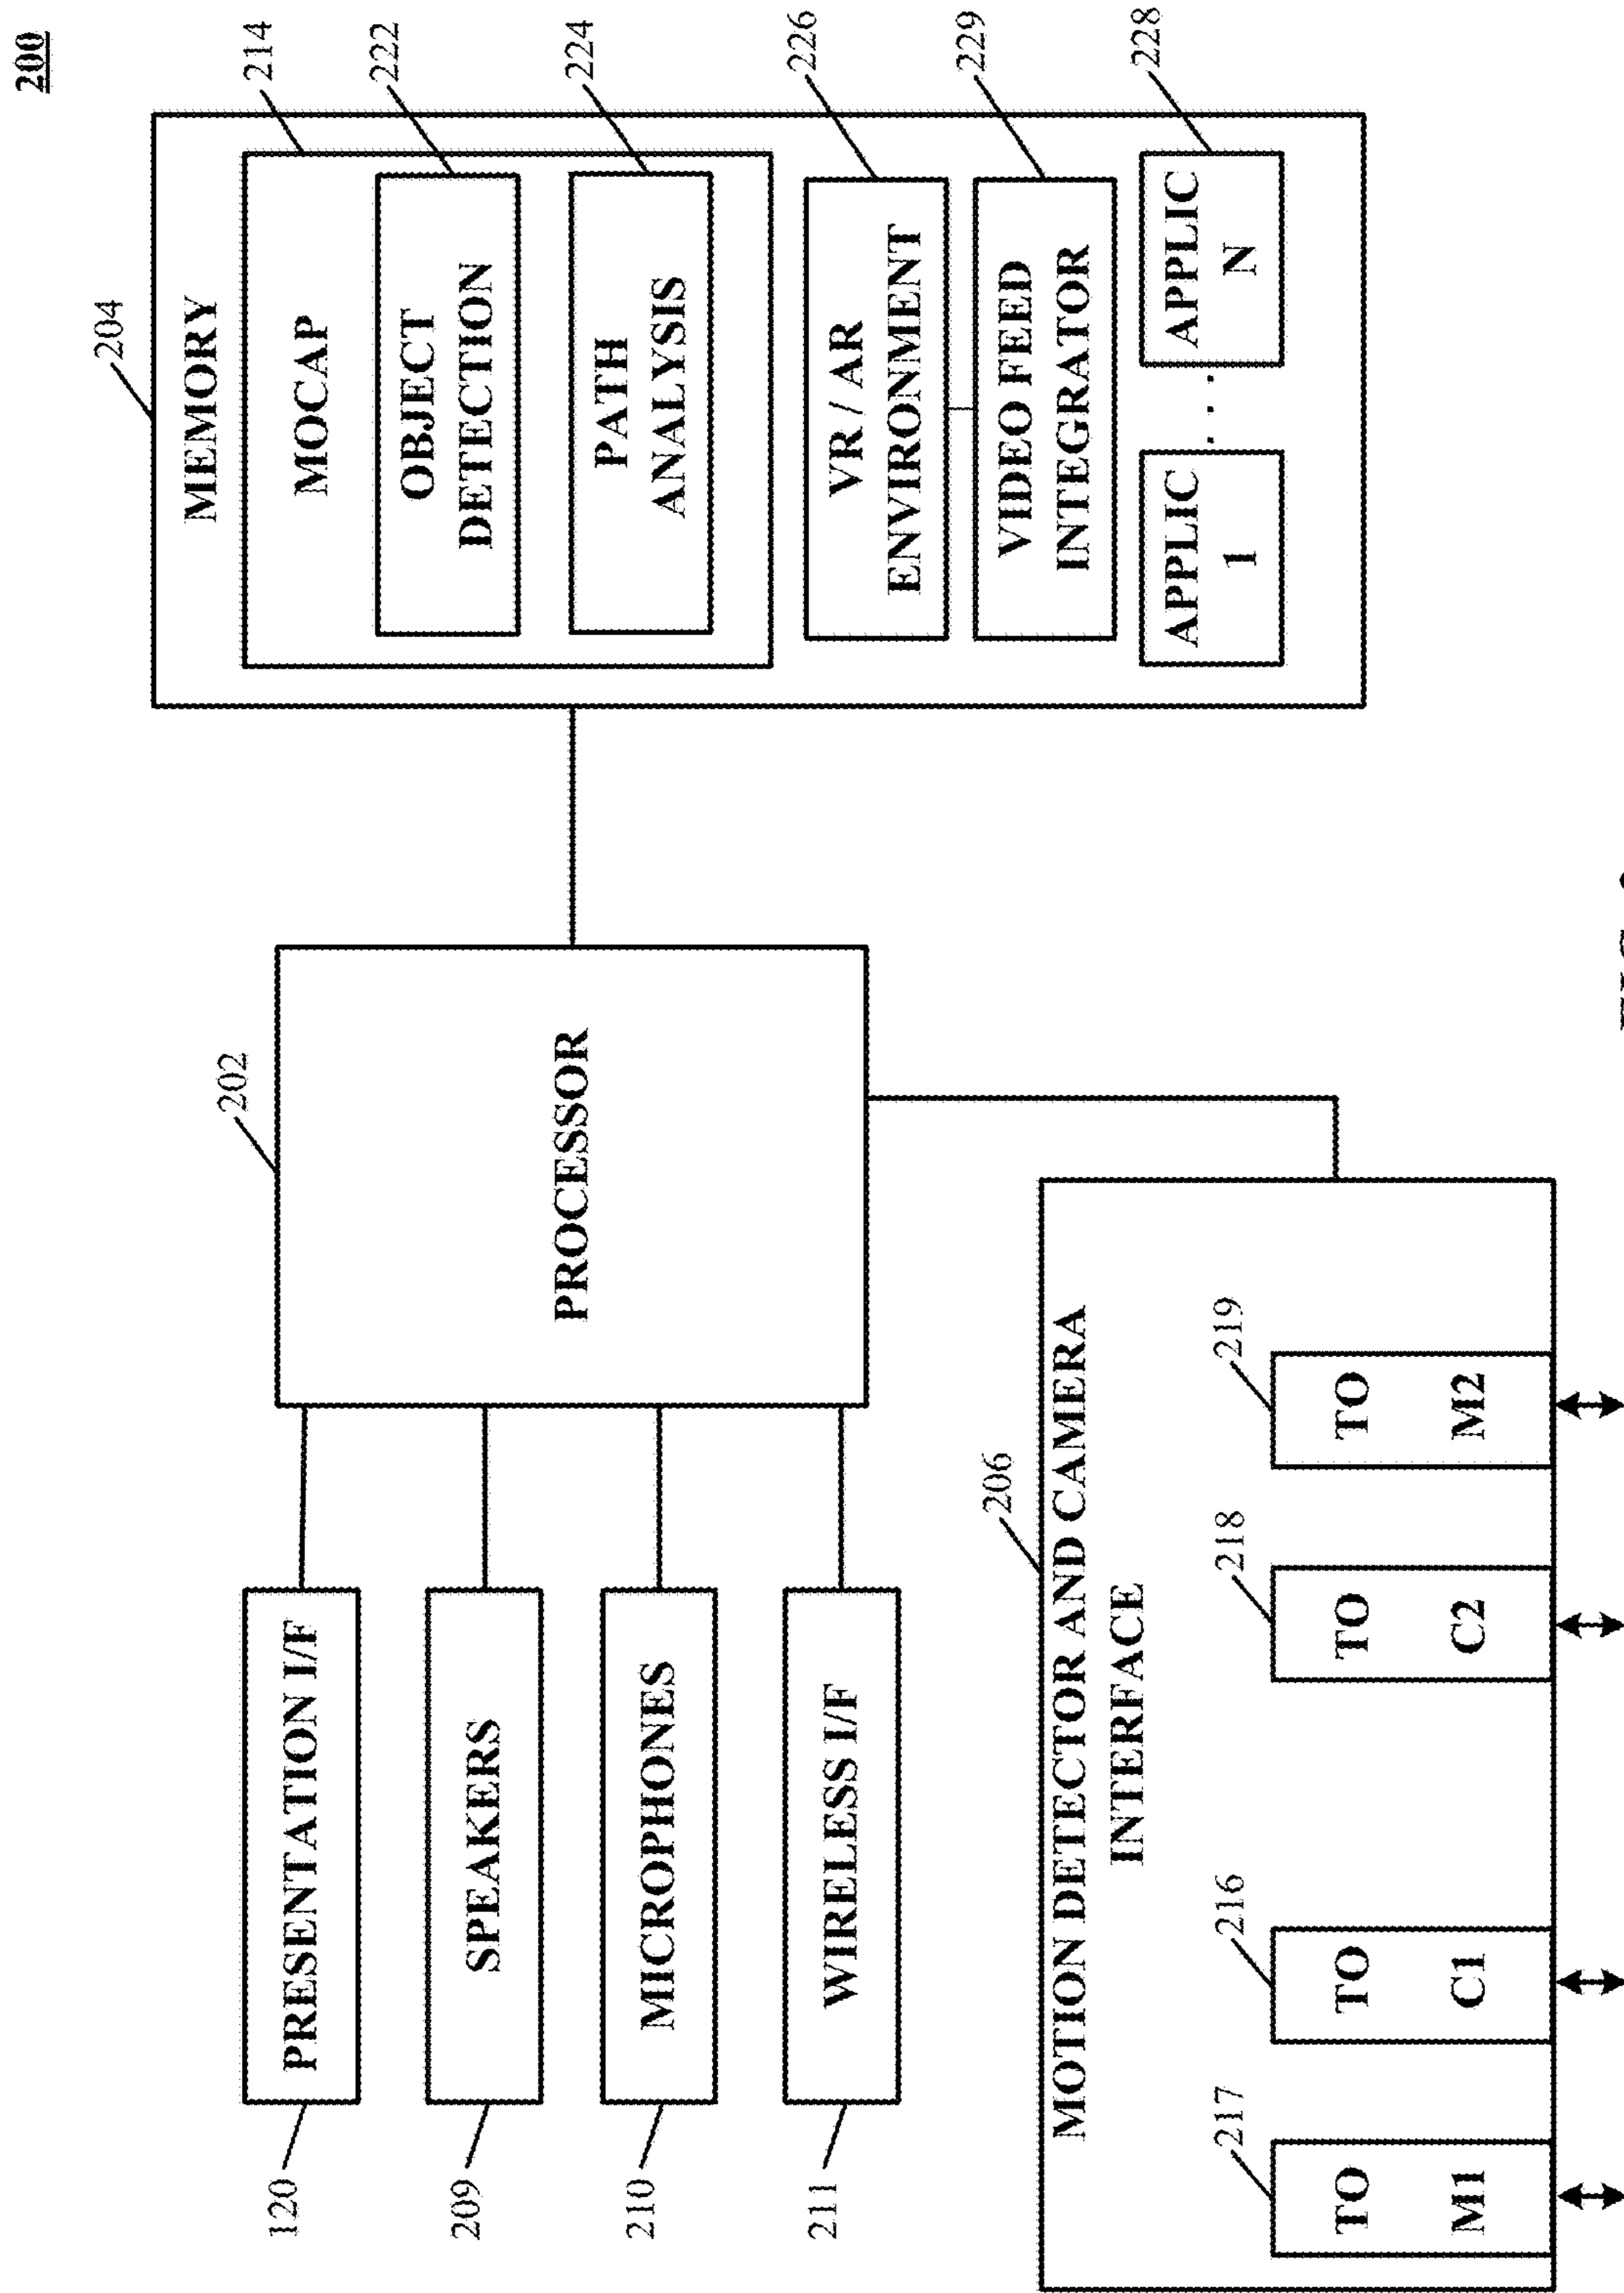 200
204
MEMORY
MOCAP
214
OBJECT
DETECTION
222
PATH
ANALYSIS
224
VR / AR
ENVIRONMENT
226
VIDEO FEED
INTEGRATOR
229
APPLIC
1
. . .
APPLIC
N
228
202
PROCESSOR
120
PRESENTATION I/F
209
SPEAKERS
210
MICROPHONES
211
WIRELESS I/F
206
MOTION DETECTOR AND CAMERA
INTERFACE
217
TO
M1
216
TO
C1
218
TO
C2
219
TO
M2